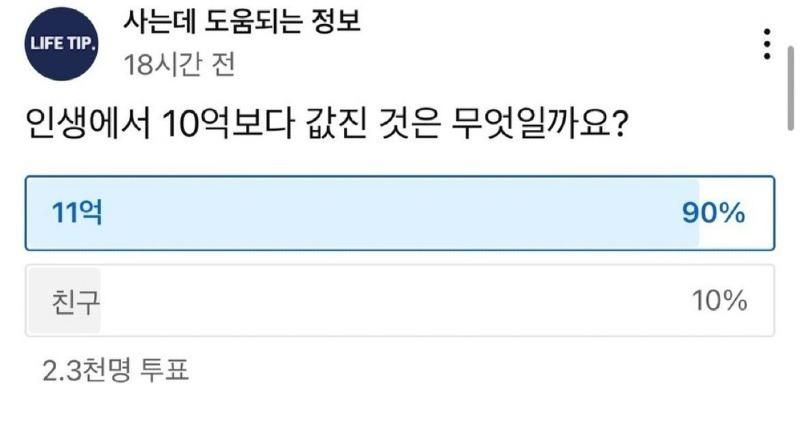 LIFE TIP.
사는데 도움되는 정보
18시간 전
인생에서 10억보다 값진 것은 무엇일까요?
11억 90%
친구 10%
2.3천명 투표